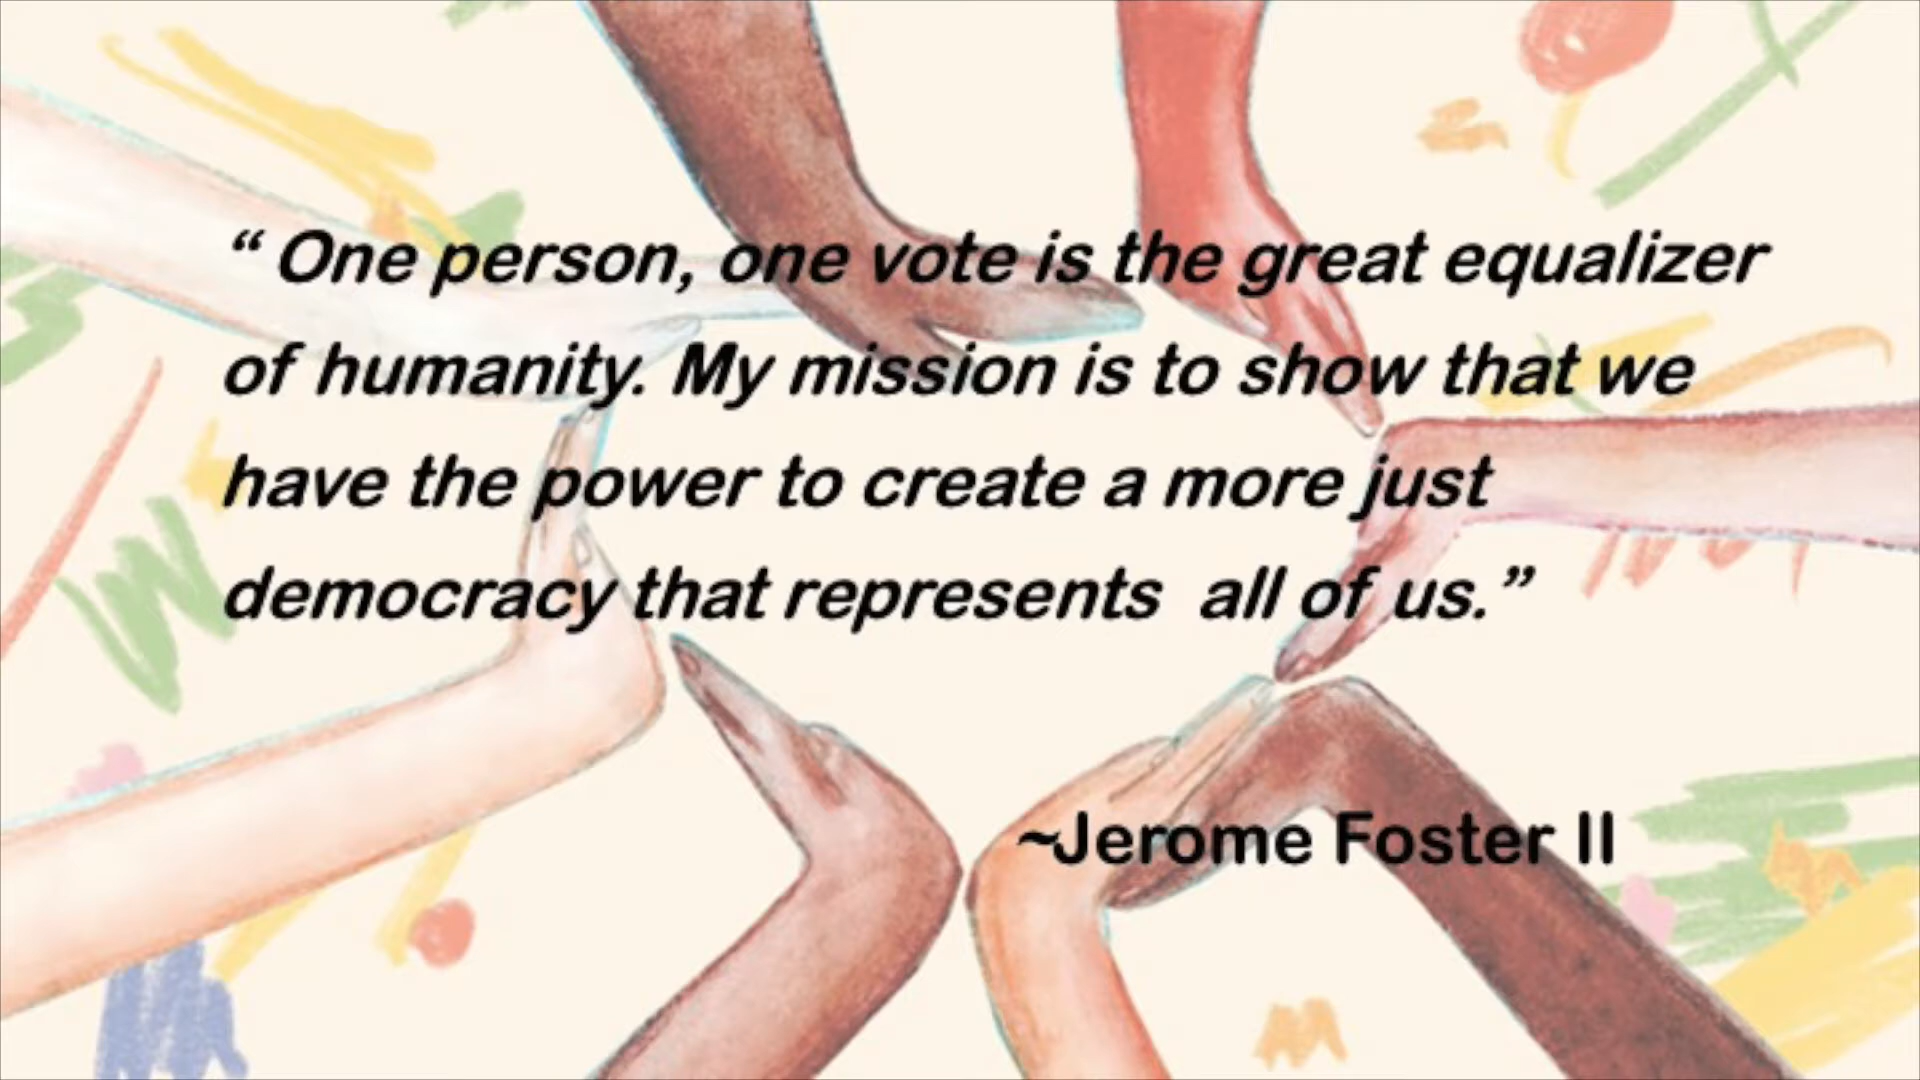 “ One person, one vote is the great equalizer
of humanity. My mission is to show that we
have the power to create a more just
democracy that represents  all of us.”
~Jerome Foster II